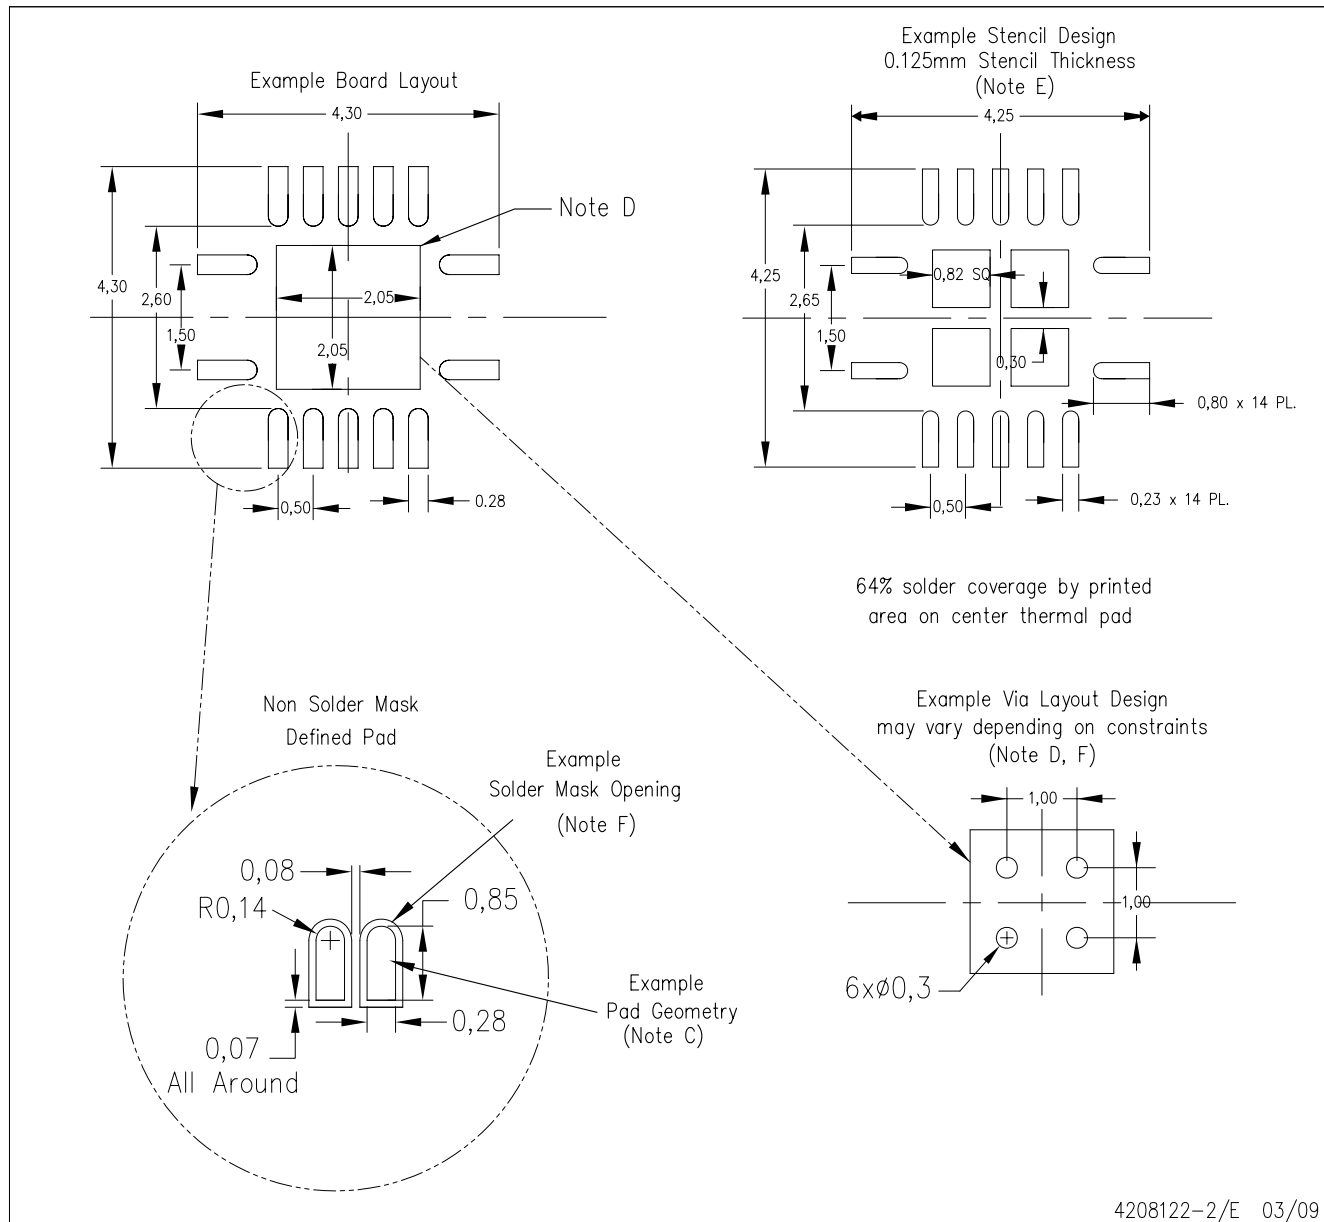 Example Board Layout
4,30
4,30
2,60
1,50
2,05
2,05
Note D
0,50
0.28
Example Stencil Design
0.125mm Stencil Thickness
(Note E)
4,25
4,25
2,65
1,50
0,82 SQ
0,30
0,80 x 14 PL.
0,50
0,23 x 14 PL.
64% solder coverage by printed
area on center thermal pad
Non Solder Mask
Defined Pad
Example
Solder Mask Opening
(Note F)
0,08
R0,14
0,85
0,28
0,07
All Around
Example
Pad Geometry
(Note C)
Example Via Layout Design
may vary depending on constraints
(Note D, F)
1,00
1,00
6xø0,3
4208122-2/E 03/09